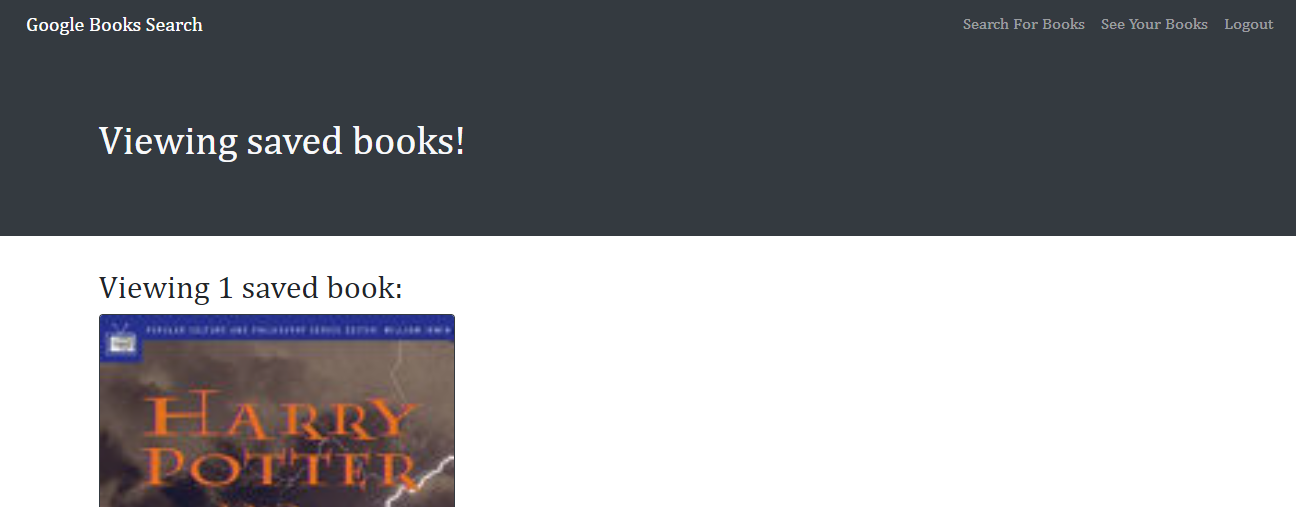 Google Books Search
Search For Books See Your Books Logout
Viewing saved books!
Viewing 1 saved book:
POPULAR CULTURE AND PHILOSOPHY SERIES EDITOR: WILLIAM IRWIN
HARRY
POTTER